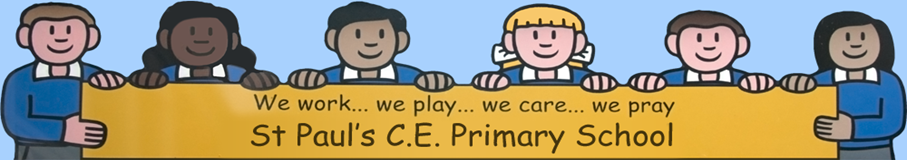 We work... we play... we care... we pray
St Paul's C.E. Primary School